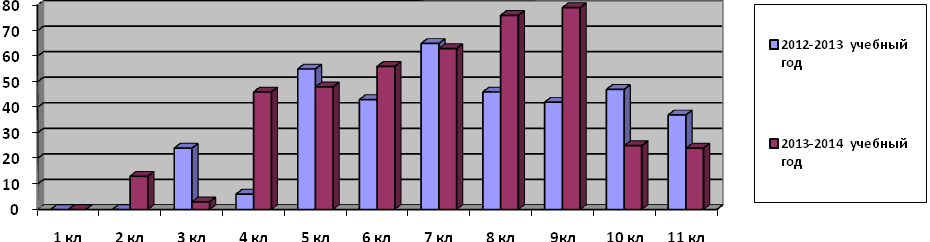 80
70
60
50
40
30
20
10
0
1 кл 2 кл 3 кл 4 кл 5 кл 6 кл 7 кл 8 кл 9кл 10 кл 11 кл
2012-2013 учебный
год
2013-2014 учебный
год